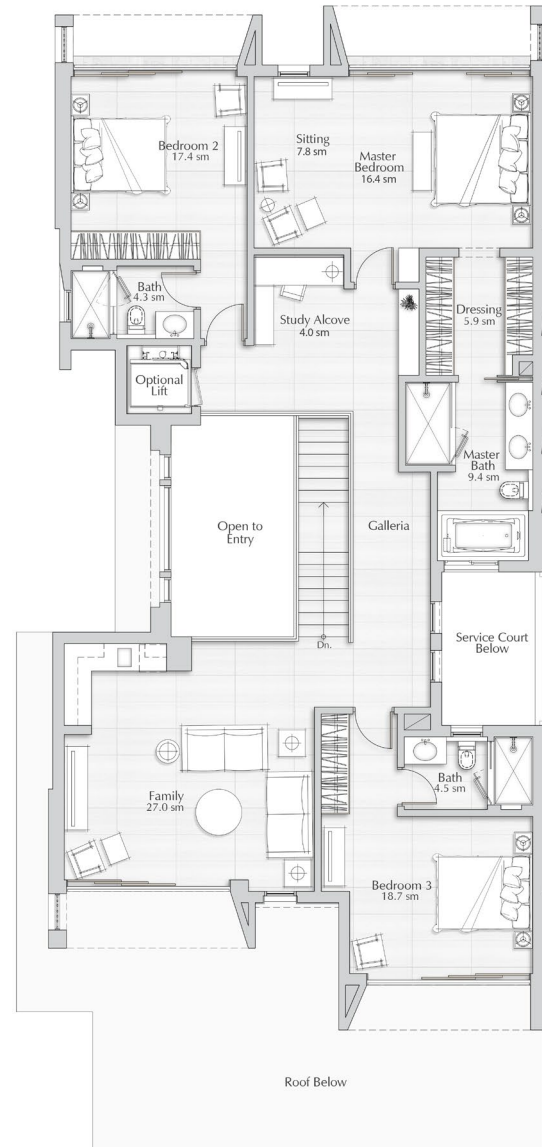 Bedroom 2
17.4 sm
Sitting
7.8 sm
Master
Bedroom
16.4 sm
Bath
4.3 sm
Study Alcove
4.0 sm
Dressing
5.9 sm
Optional
Lift
Master
Bath
9.4 sm
Open to
Entry
Galleria
Dn.
Service Court
Below
Family
27.0 sm
Bath
4.5 sm
Bedroom 3
18.7 sm
Roof Below